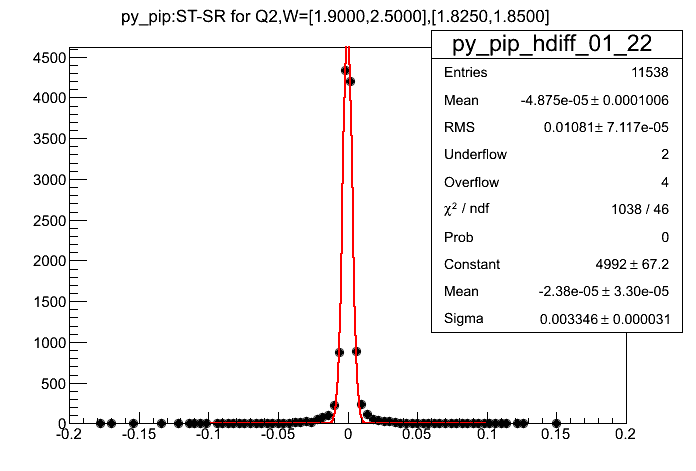 py_pip:ST-SR for Q2,W=[1.9000,2.5000],[1.8250,1.8500]
py_pip_hdiff_01_22
Entries 11538
Mean -4.875e-05 ± 0.0001006
RMS 0.01081 ± 7.117e-05
Underflow 2
Overflow 4
χ² / ndf 1038 / 46
Prob 0
Constant 4992 ± 67.2
Mean -2.38e-05 ± 3.30e-05
Sigma 0.003346 ± 0.000031
4500
4000
3500
3000
2500
2000
1500
1000
500
0
-0.2 -0.15 -0.1 -0.05 0 0.05 0.1 0.15 0.2